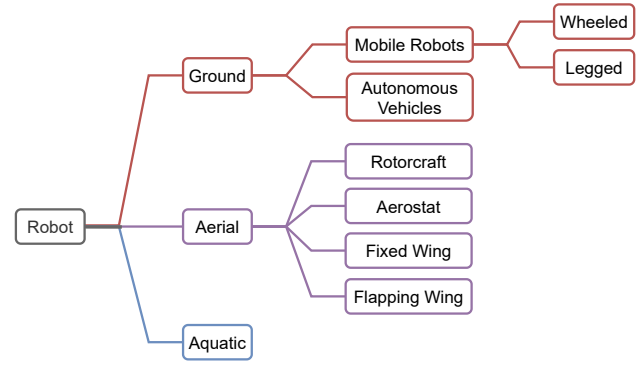 Robot
Ground
Mobile Robots
Wheeled
Legged
Autonomous
Vehicles
Aerial
Rotorcraft
Aerostat
Fixed Wing
Flapping Wing
Aquatic